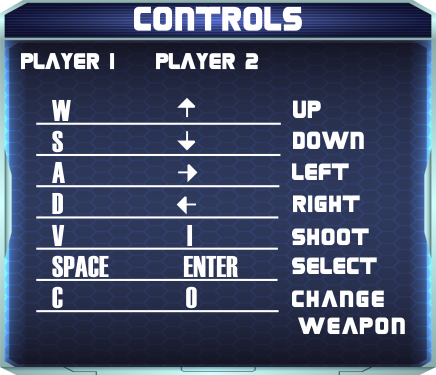 CONTROLS
PLAYER 1 PLAYER 2
W ↑ UP
S ↓ DOWN
A → LEFT
D ← RIGHT
V I SHOOT
SPACE ENTER SELECT
C O CHANGE
WEAPON